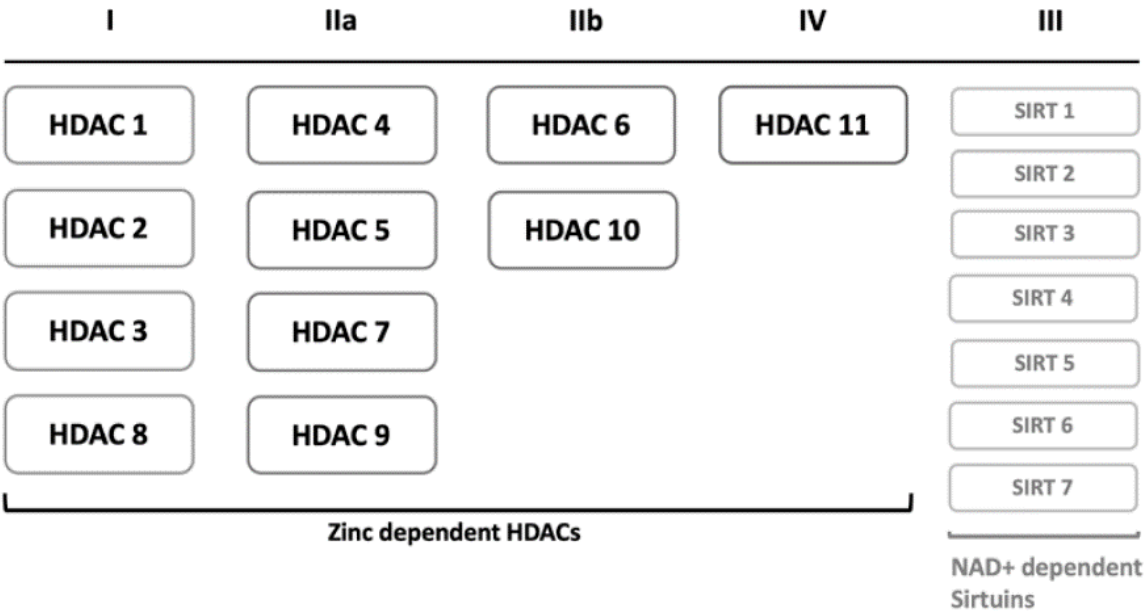 I IIa IIb IV III
HDAC 1 HDAC 4 HDAC 6 HDAC 11 SIRT 1
SIRT 2
HDAC 2 HDAC 5 HDAC 10 SIRT 3
SIRT 4
HDAC 3 HDAC 7
SIRT 5
HDAC 8 HDAC 9 SIRT 6
SIRT 7
Zinc dependent HDACs
NAD+ dependent
Sirtuins